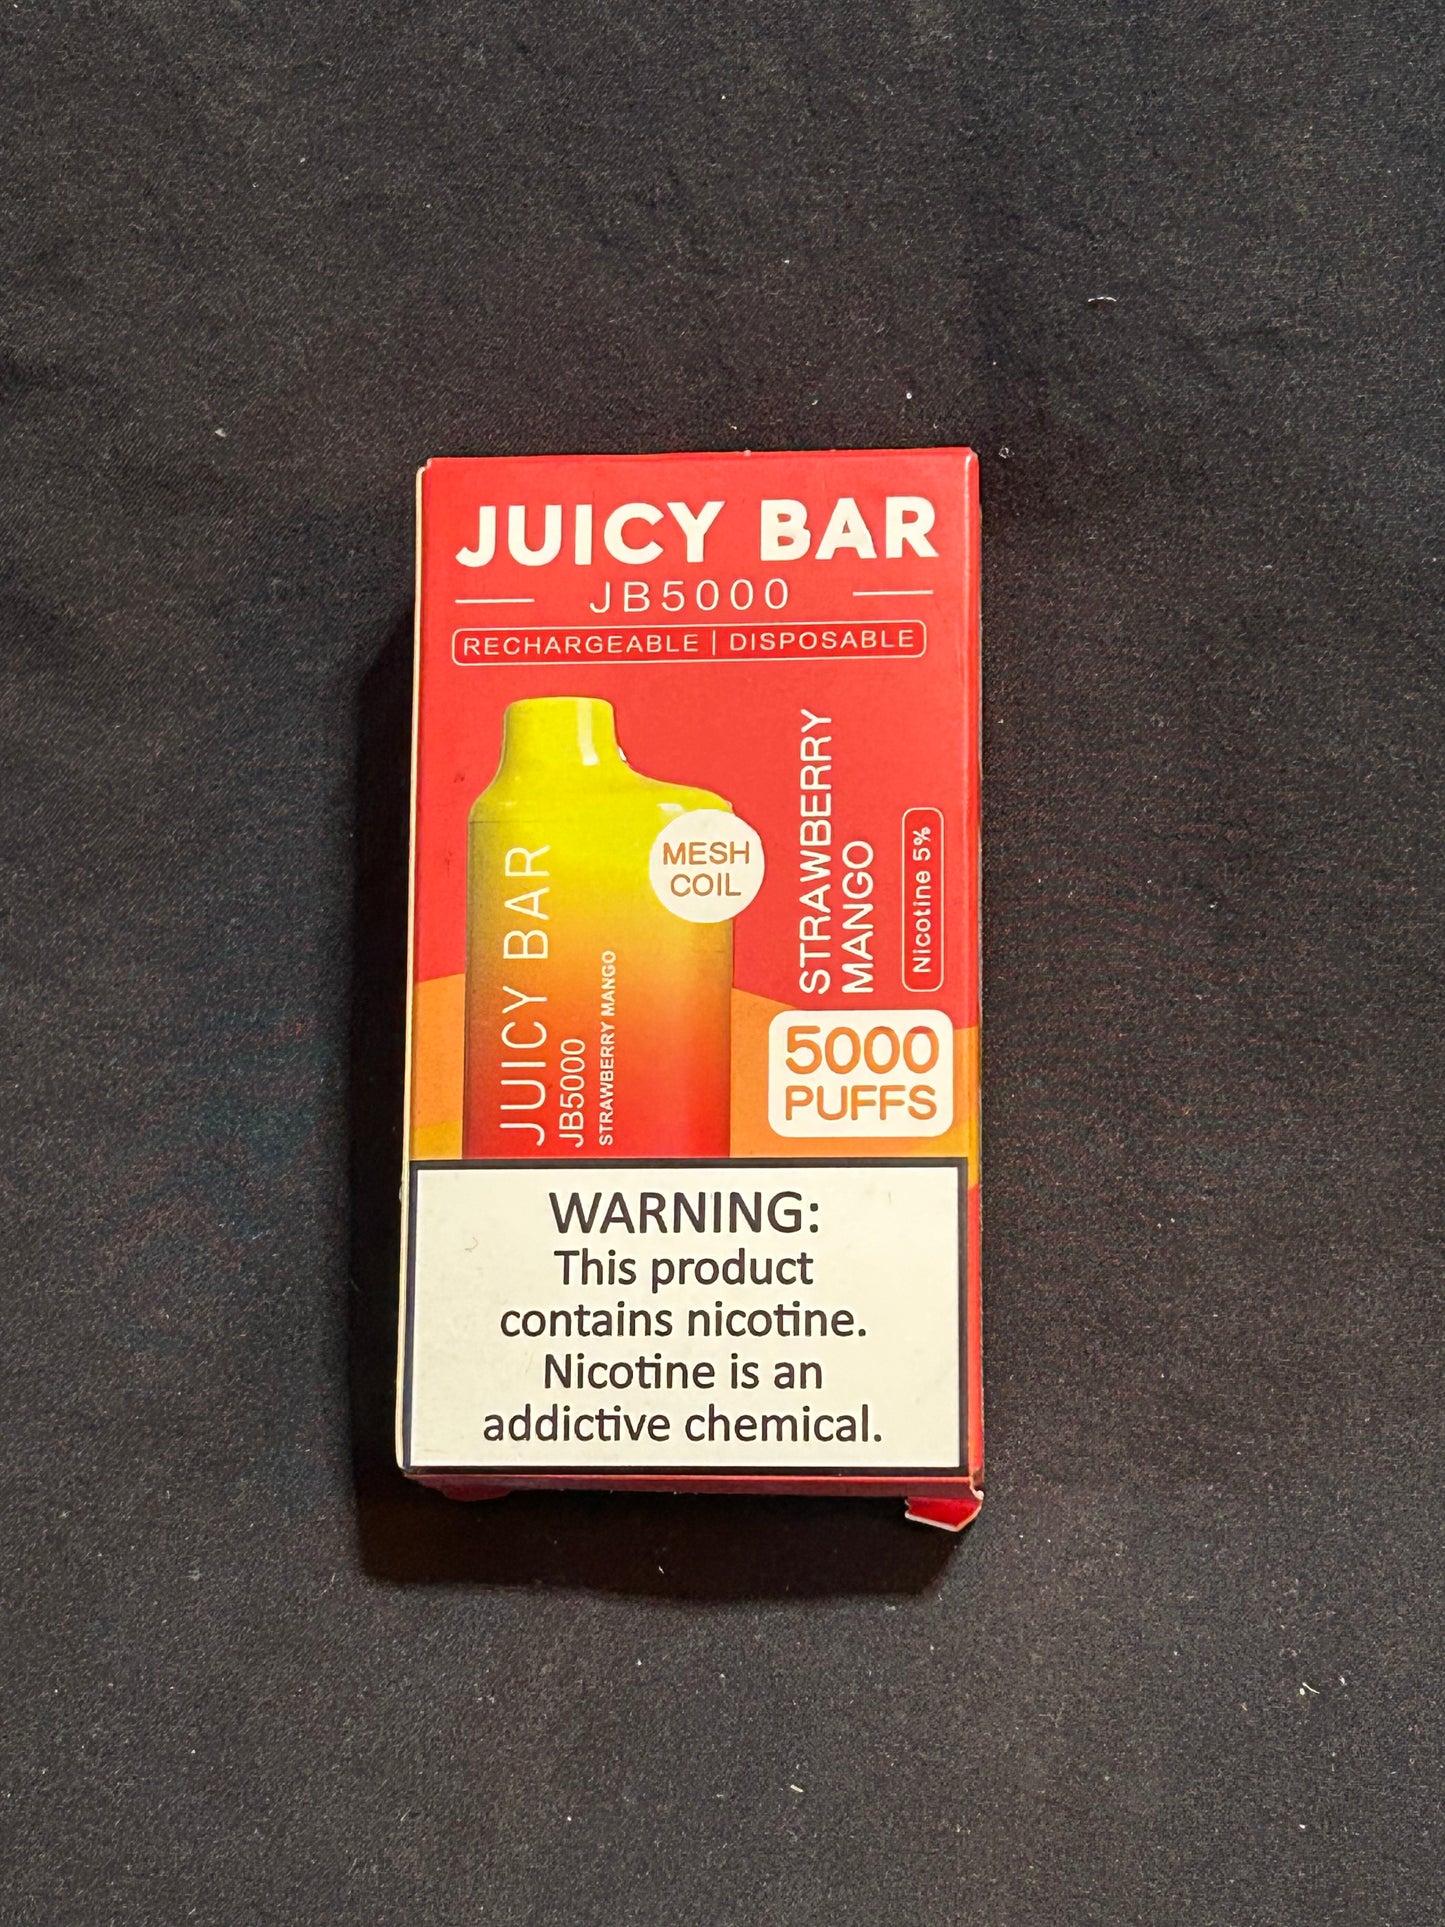 JUICY BAR
JB5000
RECHARGEABLE | DISPOSABLE
MESH
COIL
JUICY BAR
JB5000
STRAWBERRY MANGO
STRAWBERRY
MANGO
Nicotine 5%
5000
PUFFS
WARNING:
This product
contains nicotine.
Nicotine is an
addictive chemical.